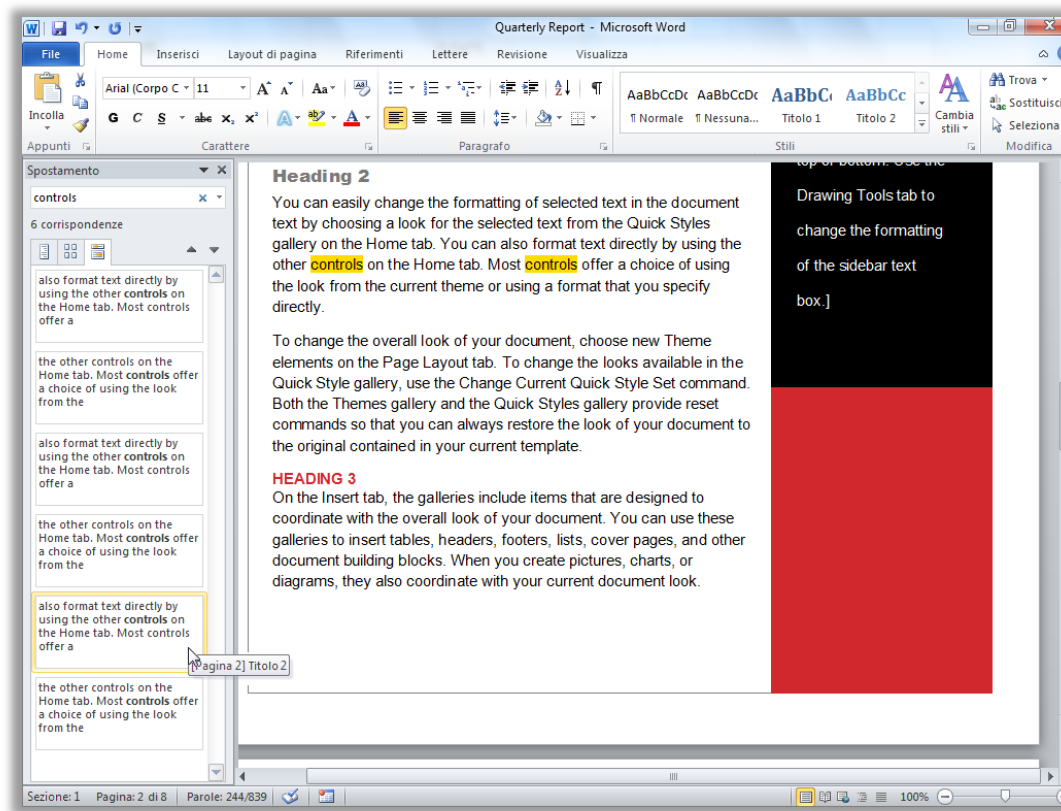 Quarterly Report - Microsoft Word
File Home Inserisci Layout di pagina Riferimenti Lettere Revisione Visualizza
Incolla
Appunti
Arial (Corpo C 11
G C S abc x₂ x² A ab A
Aa
Carattere
Paragrafo
AaBbCcDc AaBbCcDc AaBbC AaBbCc
¶ Normale ¶ Nessuna... Titolo 1 Titolo 2
Cambia
stili
Stili
Trova
Sostituisci
Seleziona
Modifica
Spostamento
controls
6 corrispondenze
also format text directly by
using the other controls on
the Home tab. Most controls
offer a
the other controls on the
Home tab. Most controls offer
a choice of using the look
from the
also format text directly by
using the other controls on
the Home tab. Most controls
offer a
the other controls on the
Home tab. Most controls offer
a choice of using the look
from the
also format text directly by
using the other controls on
the Home tab. Most controls
offer a
[Pagina 2] Titolo 2
the other controls on the
Home tab. Most controls offer
a choice of using the look
from the
Heading 2
You can easily change the formatting of selected text in the document
text by choosing a look for the selected text from the Quick Styles
gallery on the Home tab. You can also format text directly by using the
other controls on the Home tab. Most controls offer a choice of using
the look from the current theme or using a format that you specify
directly.
To change the overall look of your document, choose new Theme
elements on the Page Layout tab. To change the looks available in the
Quick Style gallery, use the Change Current Quick Style Set command.
Both the Themes gallery and the Quick Styles gallery provide reset
commands so that you can always restore the look of your document to
the original contained in your current template.
HEADING 3
On the Insert tab, the galleries include items that are designed to
coordinate with the overall look of your document. You can use these
galleries to insert tables, headers, footers, lists, cover pages, and other
document building blocks. When you create pictures, charts, or
diagrams, they also coordinate with your current document look.
top or bottom. Use the
Drawing Tools tab to
change the formatting
of the sidebar text
box.]
Sezione: 1 Pagina: 2 di 8 Parole: 244/839 100%